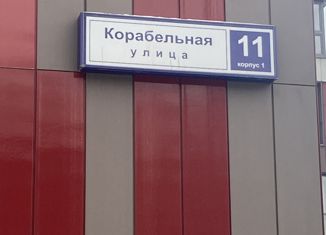 Корабельная
улица
11
корпус 1